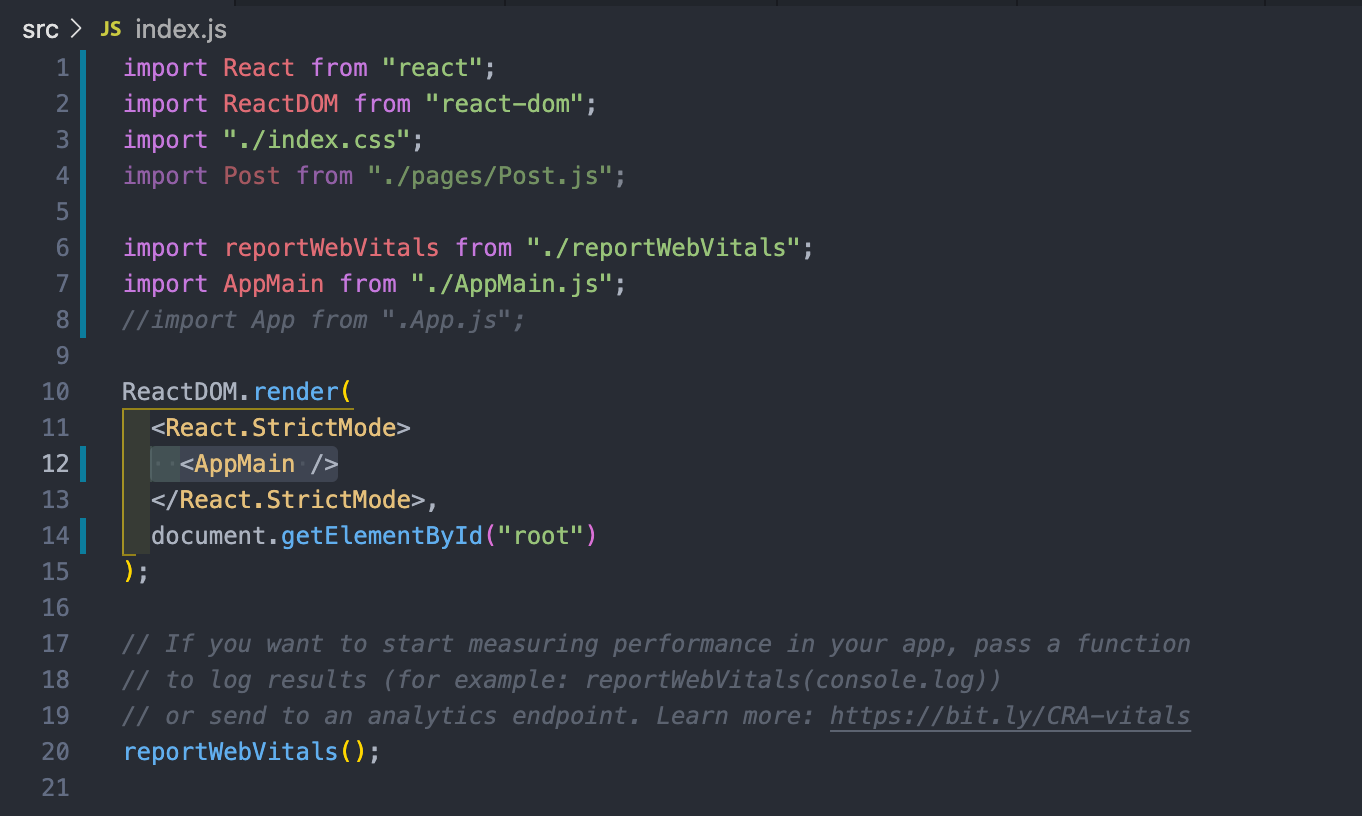 src > JS index.js
1 import React from "react";
2 import ReactDOM from "react-dom";
3 import "./index.css";
4 import Post from "./pages/Post.js";
5
6 import reportWebVitals from "./reportWebVitals";
7 import AppMain from "./AppMain.js";
8 //import App from ".App.js";
9
10 ReactDOM.render(
11   <React.StrictMode>
12     <AppMain />
13   </React.StrictMode>,
14   document.getElementById("root")
15 );
16
17 // If you want to start measuring performance in your app, pass a function
18 // to log results (for example: reportWebVitals(console.log))
19 // or send to an analytics endpoint. Learn more: https://bit.ly/CRA-vitals
20 reportWebVitals();
21